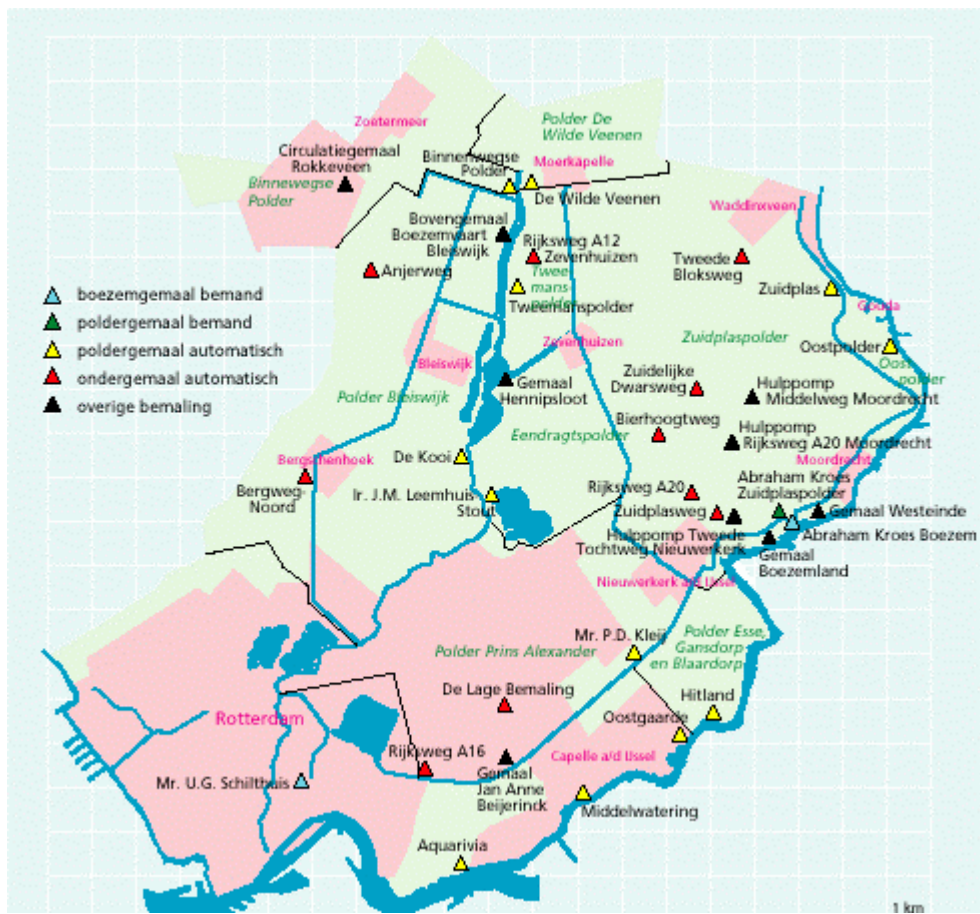 Zoetermeer
Polder De
Wilde Veenen
Circulatiegemaal
Rokkeveen
Binnewegse
Polder
Binnenwegse
Polder
Moerkapelle
De Wilde Veenen
Waddinxveen
Bovengemaal
Boezemvaart
Bleiswijk
Rijksweg A12
Zevenhuizen
Tweede
Bloksweg
Anjerweg
Twee
mans-
polder
Tweemanspolder
Zuidplas
Gouda
boezemgemaal bemand
poldergemaal bemand
poldergemaal automatisch
ondergemaal automatisch
overige bemaling
Zuidplaspolder
Oostpolder
Oost
polder
Bleiswijk
Zevenhuizen
Polder Bleiswijk
Gemaal
Hennipsloot
Zuidelijke
Dwarsweg
Hulppomp
Middelweg Moordrecht
Bierhoogtweg
Eendragtspolder
Hulppomp
Rijksweg A20 Moordrecht
Moordrecht
Bergschenhoek
De Kooi
Bergweg-
Noord
Ir. J.M. Leemhuis
Stout
Rijksweg A20
Abraham Kroes
Zuidplaspolder
Zuidplasweg
Gemaal Westeinde
Hulppomp Tweede
Tochtweg Nieuwerkerk
Abraham Kroes Boezem
Gemaal
Boezemland
Nieuwerkerk a/d IJssel
Mr. P.D. Kleij
Polder Esse,
Gansdorp
en Blaardorp
Polder Prins Alexander
De Lage Bemaling
Hitland
Oostgaarde
Rotterdam
Rijksweg A16
Capelle a/d IJssel
Mr. U.G. Schilthuis
Gemaal
Jan Anne
Beijerinck
Middelwatering
Aquarivia
1 km